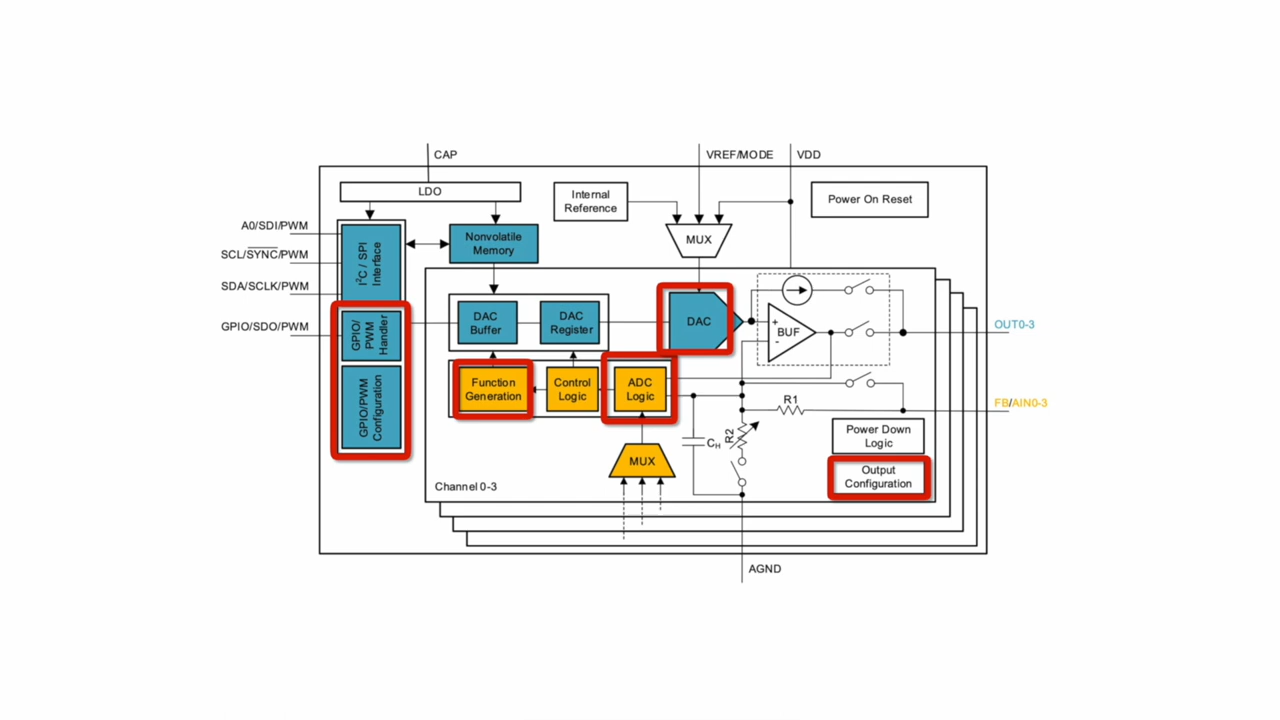 CAP
VREF/MODE
VDD
LDO
Internal
Reference
Power On Reset
A0/SDI/PWM
SCL/SYNC/PWM
SDA/SCLK/PWM
GPIO/SDO/PWM
I2C / SPI
Interface
Nonvolatile
Memory
MUX
GPIO/
PWM
Handler
GPIO/PWM
Configuration
DAC
Buffer
DAC
Register
DAC
+
BUF
-
OUT0-3
Function
Generation
Control
Logic
ADC
Logic
R1
FB/AIN0-3
CH
R2
Power Down
Logic
MUX
Output
Configuration
Channel 0-3
AGND